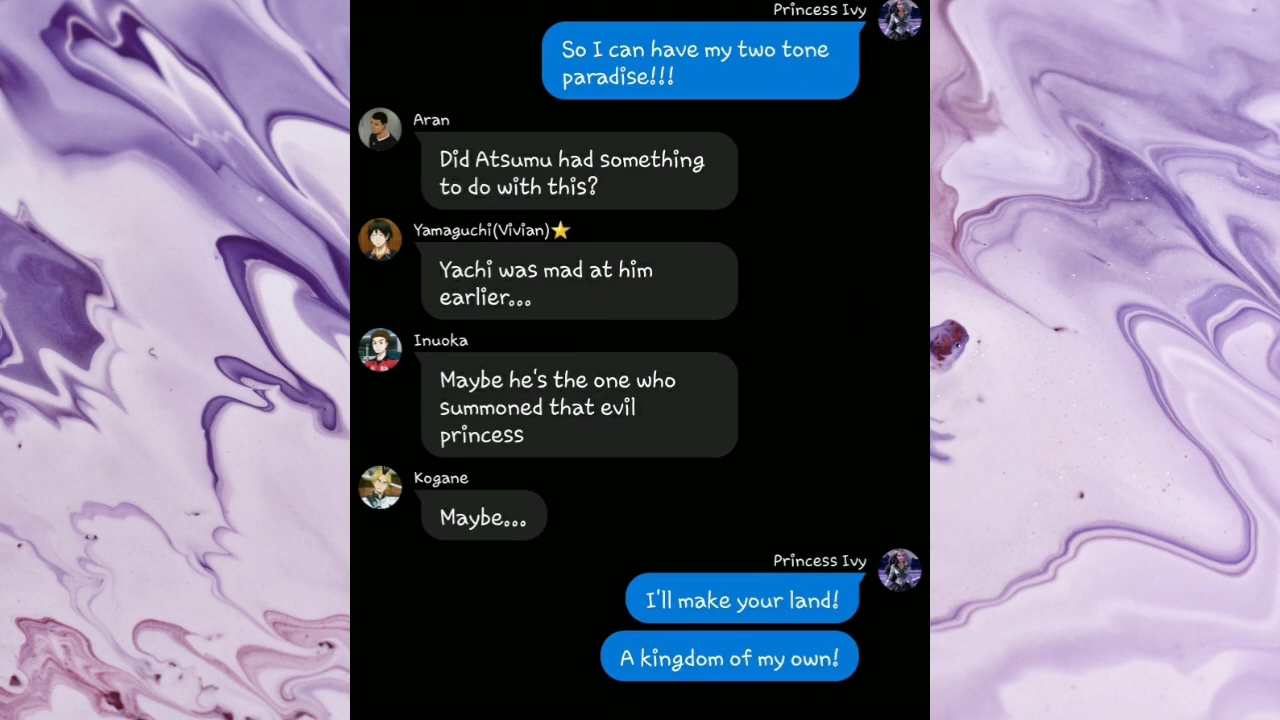 Princess Ivy
So I can have my two tone
paradise!!!
Aran
Did Atsumu had something
to do with this?
Yamaguchi(Vivian)⭐
Yachi was mad at him
earlier...
Inuoka
Maybe he's the one who
summoned that evil
princess
Kogane
Maybe...
Princess Ivy
I'll make your land!
A kingdom of my own!